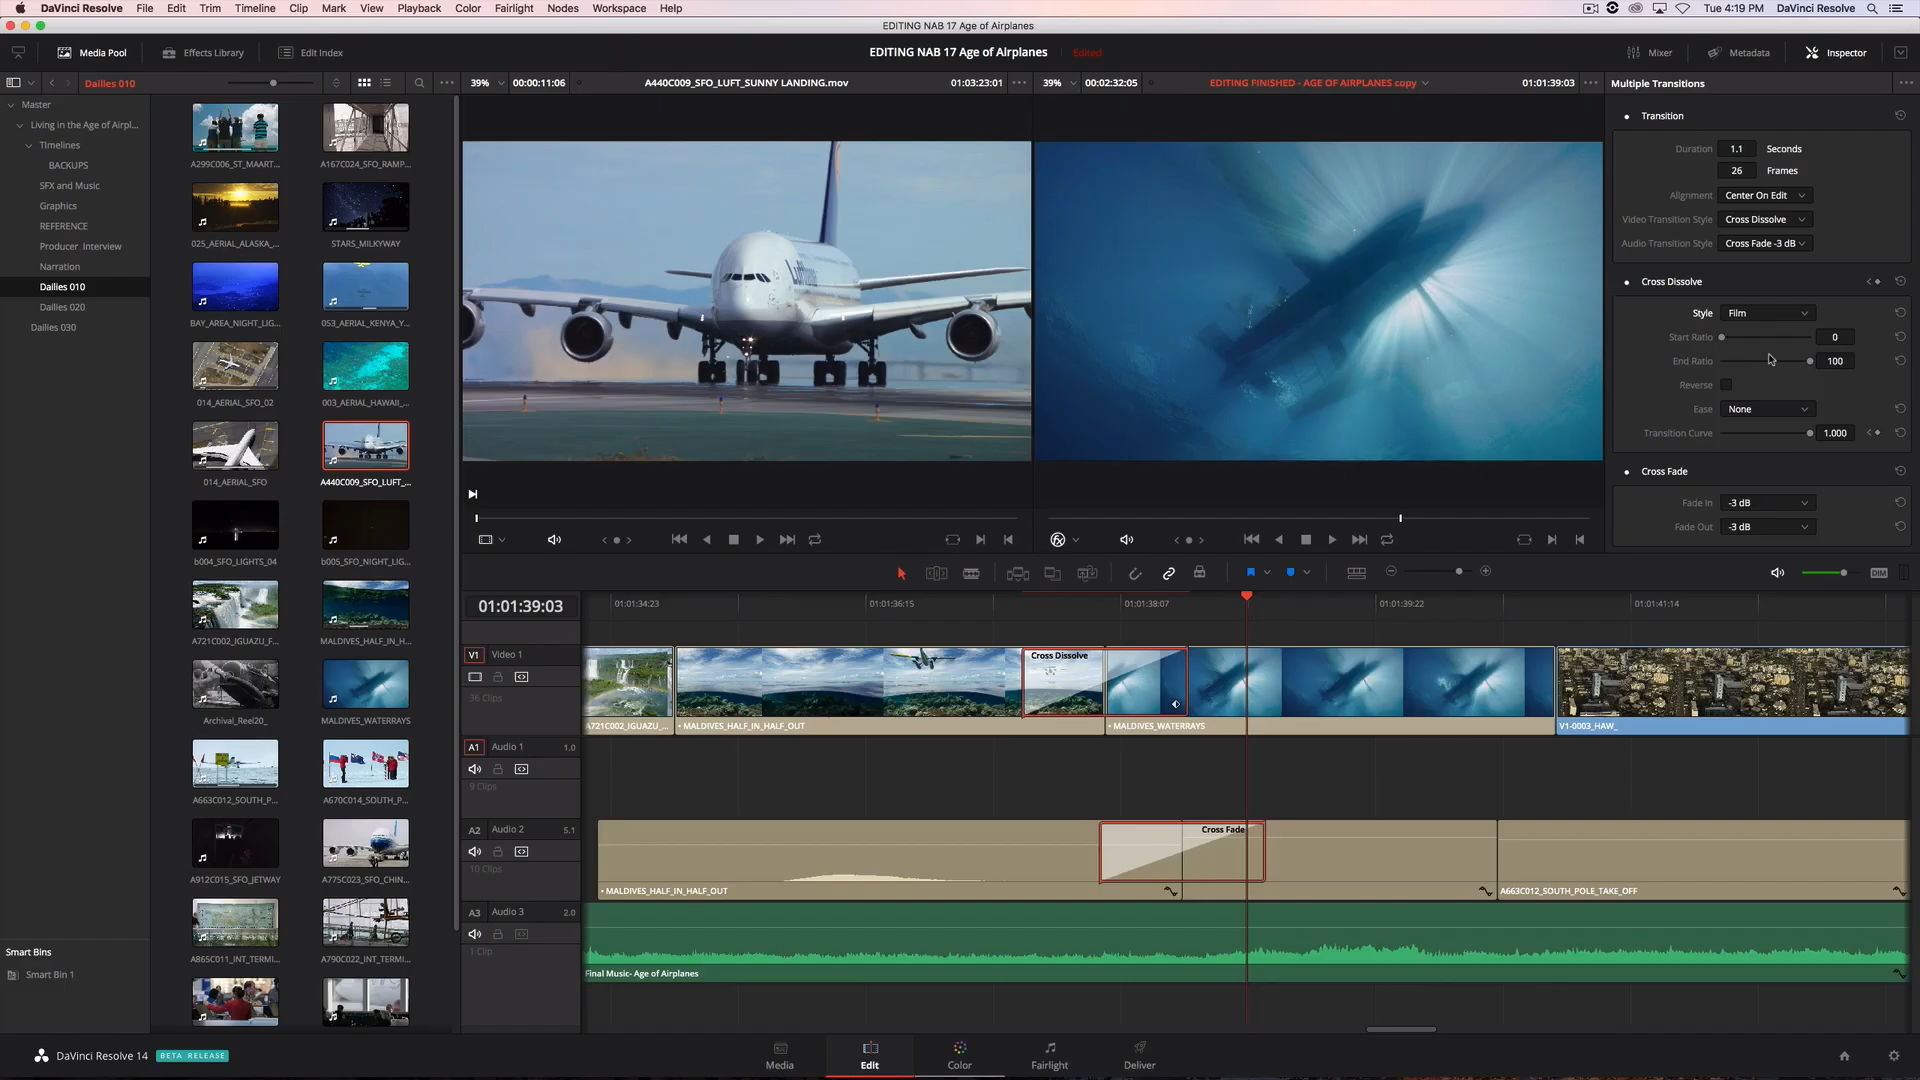 DaVinci Resolve File Edit Trim Timeline Clip Mark View Playback Color Fairlight Nodes Workspace Help Tue 4:19 PM DaVinci Resolve
EDITING NAB 17 Age of Airplanes
Media Pool Effects Library Edit Index EDITING NAB 17 Age of Airplanes Edited Mixer Metadata Inspector
Dailies 010 39% 00:00:11:06 A440C009_SFO_LUFT_SUNNY LANDING.mov 01:03:23:01 39% 00:02:32:05 EDITING FINISHED - AGE OF AIRPLANES copy 01:01:39:03 Multiple Transitions
Master
Living in the Age of Airpl...
Timelines
BACKUPS
SFX and Music
Graphics
REFERENCE
Producer Interview
Narration
Dailies 010
Dailies 020
Dailies 030
Smart Bins
Smart Bin 1
A299C006_ST_MAART... A167C024_SFO_RAMP...
025_AERIAL_ALASKA_... STARS_MILKYWAY
BAY_AREA_NIGHT_LIG... 053_AERIAL_KENYA_Y...
014_AERIAL_SFO_02 003_AERIAL_HAWAII_...
014_AERIAL_SFO A440C009_SFO_LUFT_...
b004_SFO_LIGHTS_04 b005_SFO_NIGHT_LIG...
A721C002_IGUAZU_F... MALDIVES_HALF_IN_H...
Archival_Reel20_ MALDIVES_WATERRAYS
A663C012_SOUTH_P... A670C014_SOUTH_P...
A912C015_SFO_JETWAY A775C023_SFO_CHIN...
A865C011_INT_TERMI... A790C022_INT_TERMI...
Transition
Duration 1.1 Seconds
26 Frames
Alignment Center On Edit
Video Transition Style Cross Dissolve
Audio Transition Style Cross Fade -3 dB
Cross Dissolve
Style Film
Start Ratio 0
End Ratio 100
Reverse
Ease None
Transition Curve 1.000
Cross Fade
Fade In -3 dB
Fade Out -3 dB
DIM
01:01:39:03 01:01:34:23 01:01:36:15 01:01:38:07 01:01:39:22 01:01:41:14
V1 Video 1 Cross Dissolve
36 Clips
A721C002_IGUAZU_... • MALDIVES_HALF_IN_HALF_OUT • MALDIVES_WATERRAYS V1-0003_HAW_
A1 Audio 1 1.0
9 Clips
A2 Audio 2 5.1 Cross Fade
10 Clips
• MALDIVES_HALF_IN_HALF_OUT A663C012_SOUTH_POLE_TAKE_OFF
A3 Audio 3 2.0
1 Clip
Final Music- Age of Airplanes
DaVinci Resolve 14 BETA RELEASE Media Edit Color Fairlight Deliver